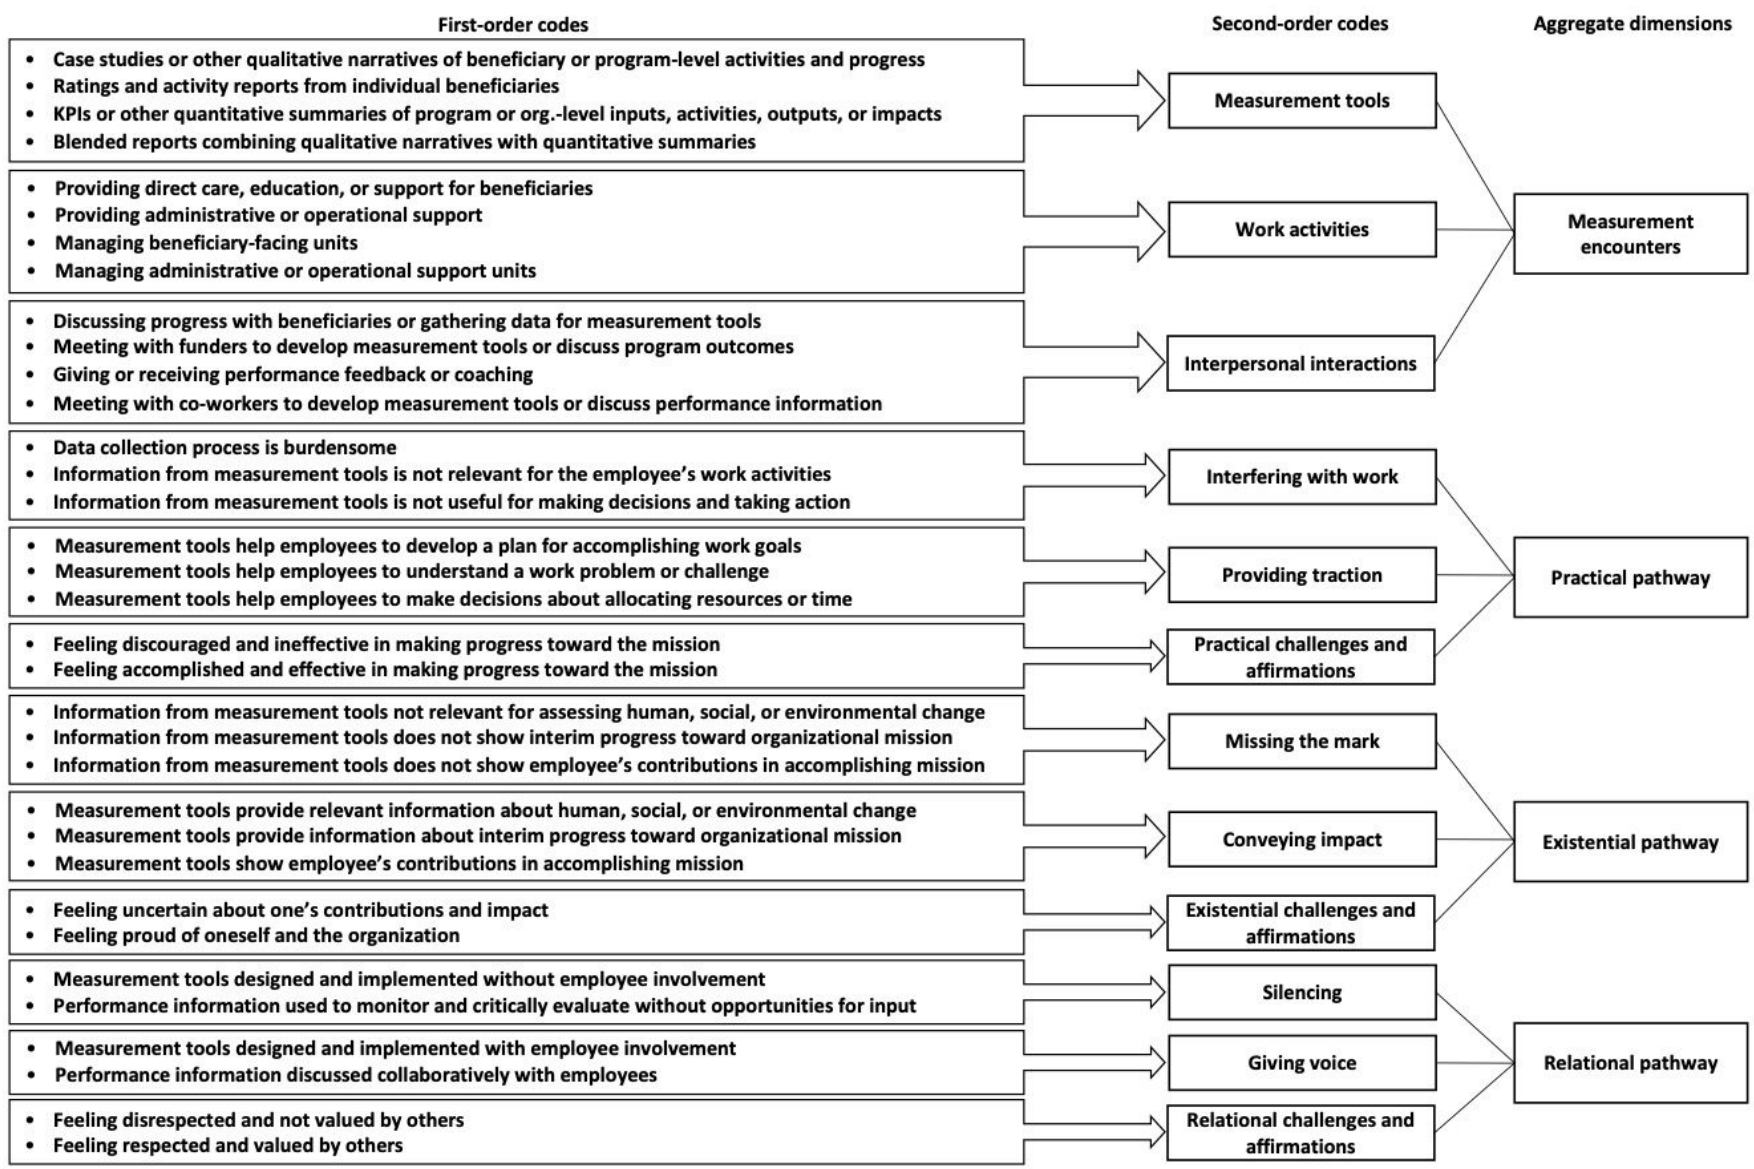 First-order codes
Second-order codes
Aggregate dimensions
• Case studies or other qualitative narratives of beneficiary or program-level activities and progress
• Ratings and activity reports from individual beneficiaries
• KPIs or other quantitative summaries of program or org.-level inputs, activities, outputs, or impacts
• Blended reports combining qualitative narratives with quantitative summaries
Measurement tools
• Providing direct care, education, or support for beneficiaries
• Providing administrative or operational support
• Managing beneficiary-facing units
• Managing administrative or operational support units
Work activities
Measurement
encounters
• Discussing progress with beneficiaries or gathering data for measurement tools
• Meeting with funders to develop measurement tools or discuss program outcomes
• Giving or receiving performance feedback or coaching
• Meeting with co-workers to develop measurement tools or discuss performance information
Interpersonal interactions
• Data collection process is burdensome
• Information from measurement tools is not relevant for the employee's work activities
• Information from measurement tools is not useful for making decisions and taking action
Interfering with work
• Measurement tools help employees to develop a plan for accomplishing work goals
• Measurement tools help employees to understand a work problem or challenge
• Measurement tools help employees to make decisions about allocating resources or time
Providing traction
Practical pathway
• Feeling discouraged and ineffective in making progress toward the mission
• Feeling accomplished and effective in making progress toward the mission
Practical challenges and
affirmations
• Information from measurement tools not relevant for assessing human, social, or environmental change
• Information from measurement tools does not show interim progress toward organizational mission
• Information from measurement tools does not show employee's contributions in accomplishing mission
Missing the mark
• Measurement tools provide relevant information about human, social, or environmental change
• Measurement tools provide information about interim progress toward organizational mission
• Measurement tools show employee's contributions in accomplishing mission
Conveying impact
Existential pathway
• Feeling uncertain about one's contributions and impact
• Feeling proud of oneself and the organization
Existential challenges and
affirmations
• Measurement tools designed and implemented without employee involvement
• Performance information used to monitor and critically evaluate without opportunities for input
Silencing
• Measurement tools designed and implemented with employee involvement
• Performance information discussed collaboratively with employees
Giving voice
Relational pathway
• Feeling disrespected and not valued by others
• Feeling respected and valued by others
Relational challenges and
affirmations